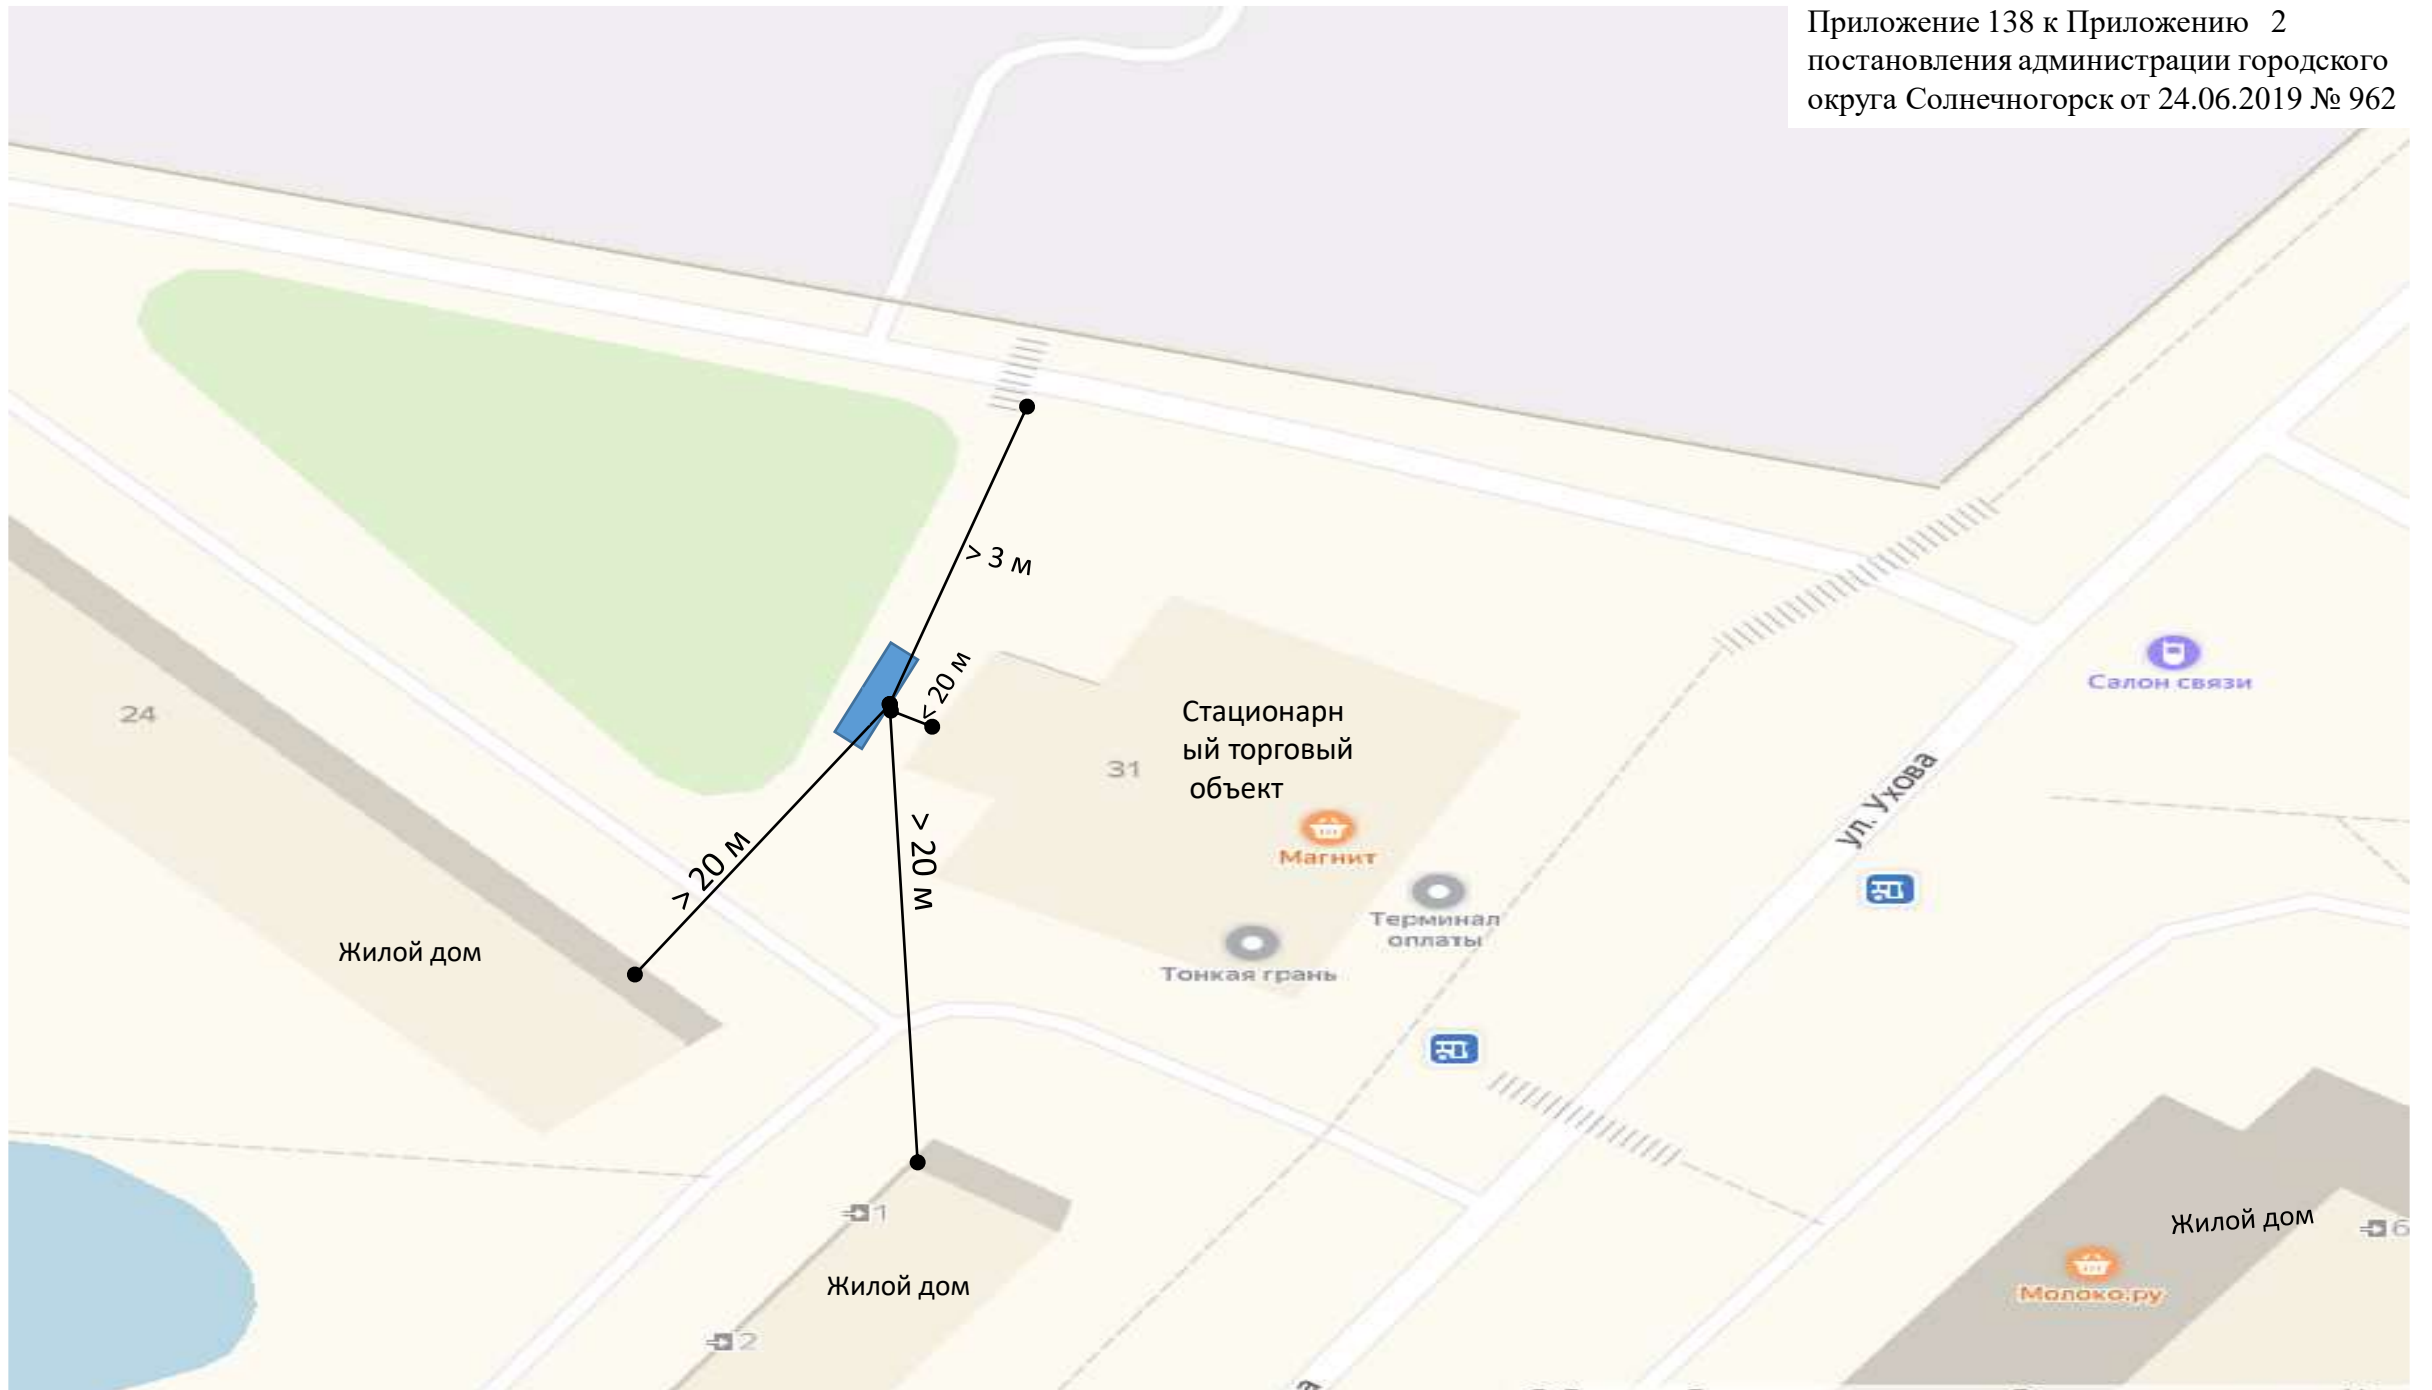 Приложение 138 к Приложению 2
постановления администрации городского
округа Солнечногорск от 24.06.2019 № 962
> 3 м
< 20 м
Салон связи
24
Стационарн
ый торговый
объект
31
ул. Ухова
Магнит
> 20 м
> 20 м
Терминал
оплаты
Жилой дом
Тонкая грань
1
Жилой дом
6
Жилой дом
Молоко.ру
2